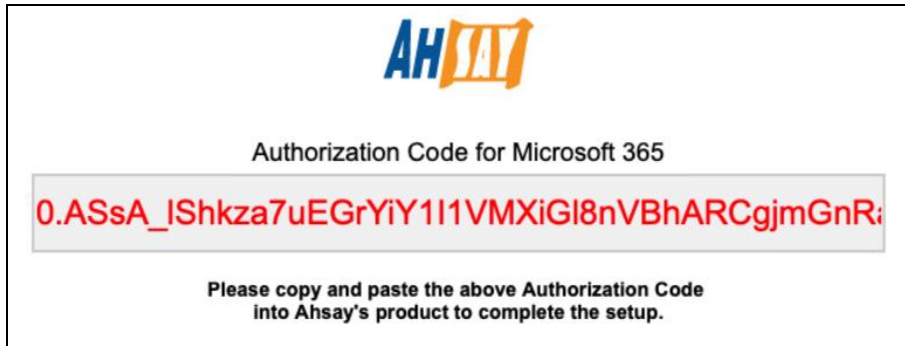 AHSAY
Authorization Code for Microsoft 365
0.ASsA_IShkza7uEGrYiY1I1VMXiGI8nVBhARCgjmGnRa
Please copy and paste the above Authorization Code
into Ahsay's product to complete the setup.